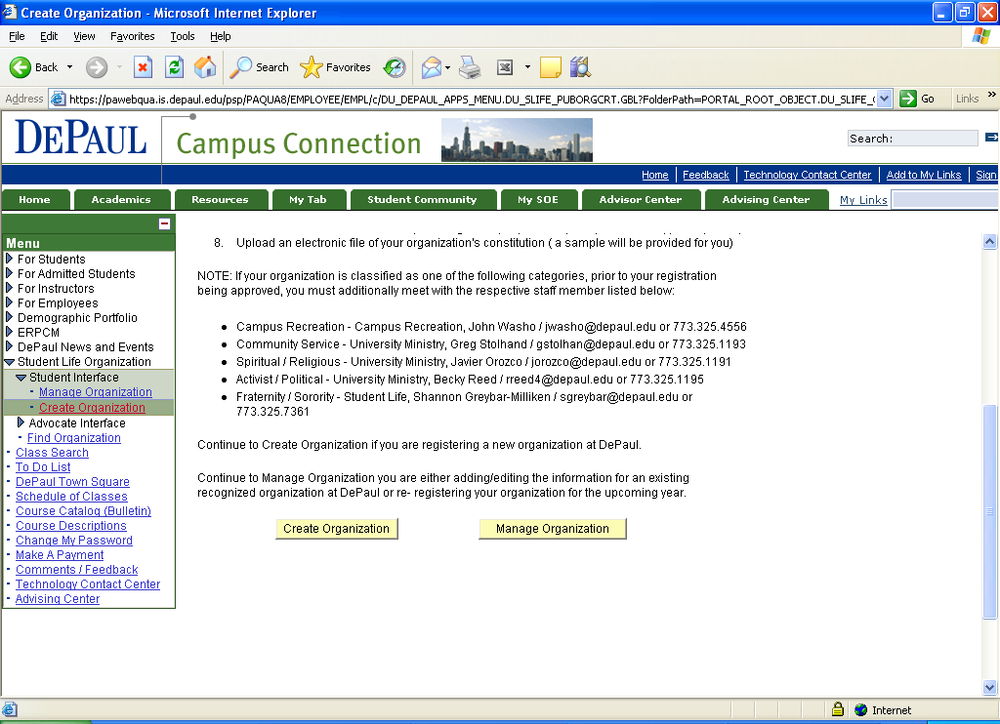 Create Organization - Microsoft Internet Explorer
File Edit View Favorites Tools Help
Back Search Favorites
Address https://pawebqua.is.depaul.edu/psp/PAQUA8/EMPLOYEE/EMPL/c/DU_DEPAUL_APPS_MENU.DU_SLIFE_PUBORGCRT.GBL?FolderPath=PORTAL_ROOT_OBJECT.DU_SLIFE_ Go Links »
DEPAUL Campus Connection Search:
Home Feedback Technology Contact Center Add to My Links Sign
Home Academics Resources My Tab Student Community My SOE Advisor Center Advising Center My Links
Menu
For Students
For Admitted Students
For Instructors
For Employees
Demographic Portfolio
ERPCM
DePaul News and Events
Student Life Organization
Student Interface
- Manage Organization
- Create Organization
Advocate Interface
- Find Organization
- Class Search
- To Do List
- DePaul Town Square
- Schedule of Classes
- Course Catalog (Bulletin)
- Course Descriptions
- Change My Password
- Make A Payment
- Comments / Feedback
- Technology Contact Center
- Advising Center
8. Upload an electronic file of your organization's constitution ( a sample will be provided for you)
NOTE: If your organization is classified as one of the following categories, prior to your registration
being approved, you must additionally meet with the respective staff member listed below:
• Campus Recreation - Campus Recreation, John Washo / jwasho@depaul.edu or 773.325.4556
• Community Service - University Ministry, Greg Stolhand / gstolhan@depaul.edu or 773.325.1193
• Spiritual / Religious - University Ministry, Javier Orozco / jorozco@depaul.edu or 773.325.1191
• Activist / Political - University Ministry, Becky Reed / rreed4@depaul.edu or 773.325.1195
• Fraternity / Sorority - Student Life, Shannon Greybar-Milliken / sgreybar@depaul.edu or
773.325.7361
Continue to Create Organization if you are registering a new organization at DePaul.
Continue to Manage Organization you are either adding/editing the information for an existing
recognized organization at DePaul or re- registering your organization for the upcoming year.
Create Organization Manage Organization
Internet